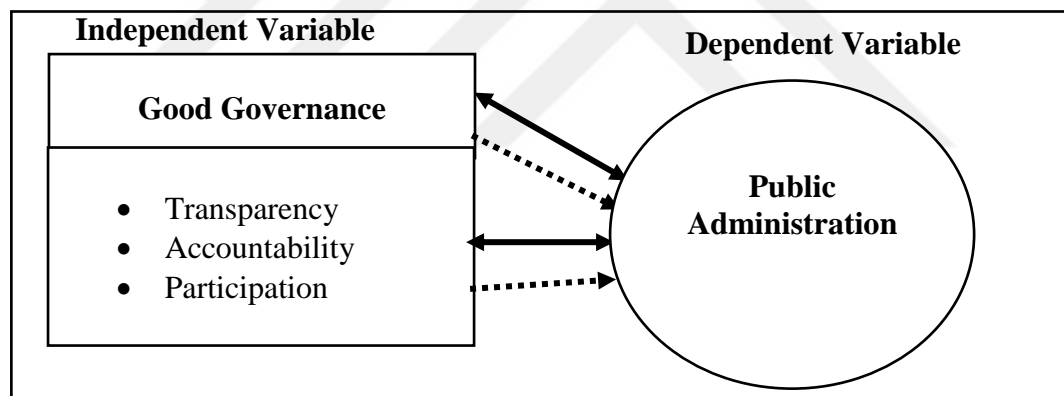 Independent Variable
Dependent Variable
Good Governance
• Transparency
• Accountability
• Participation
Public
Administration